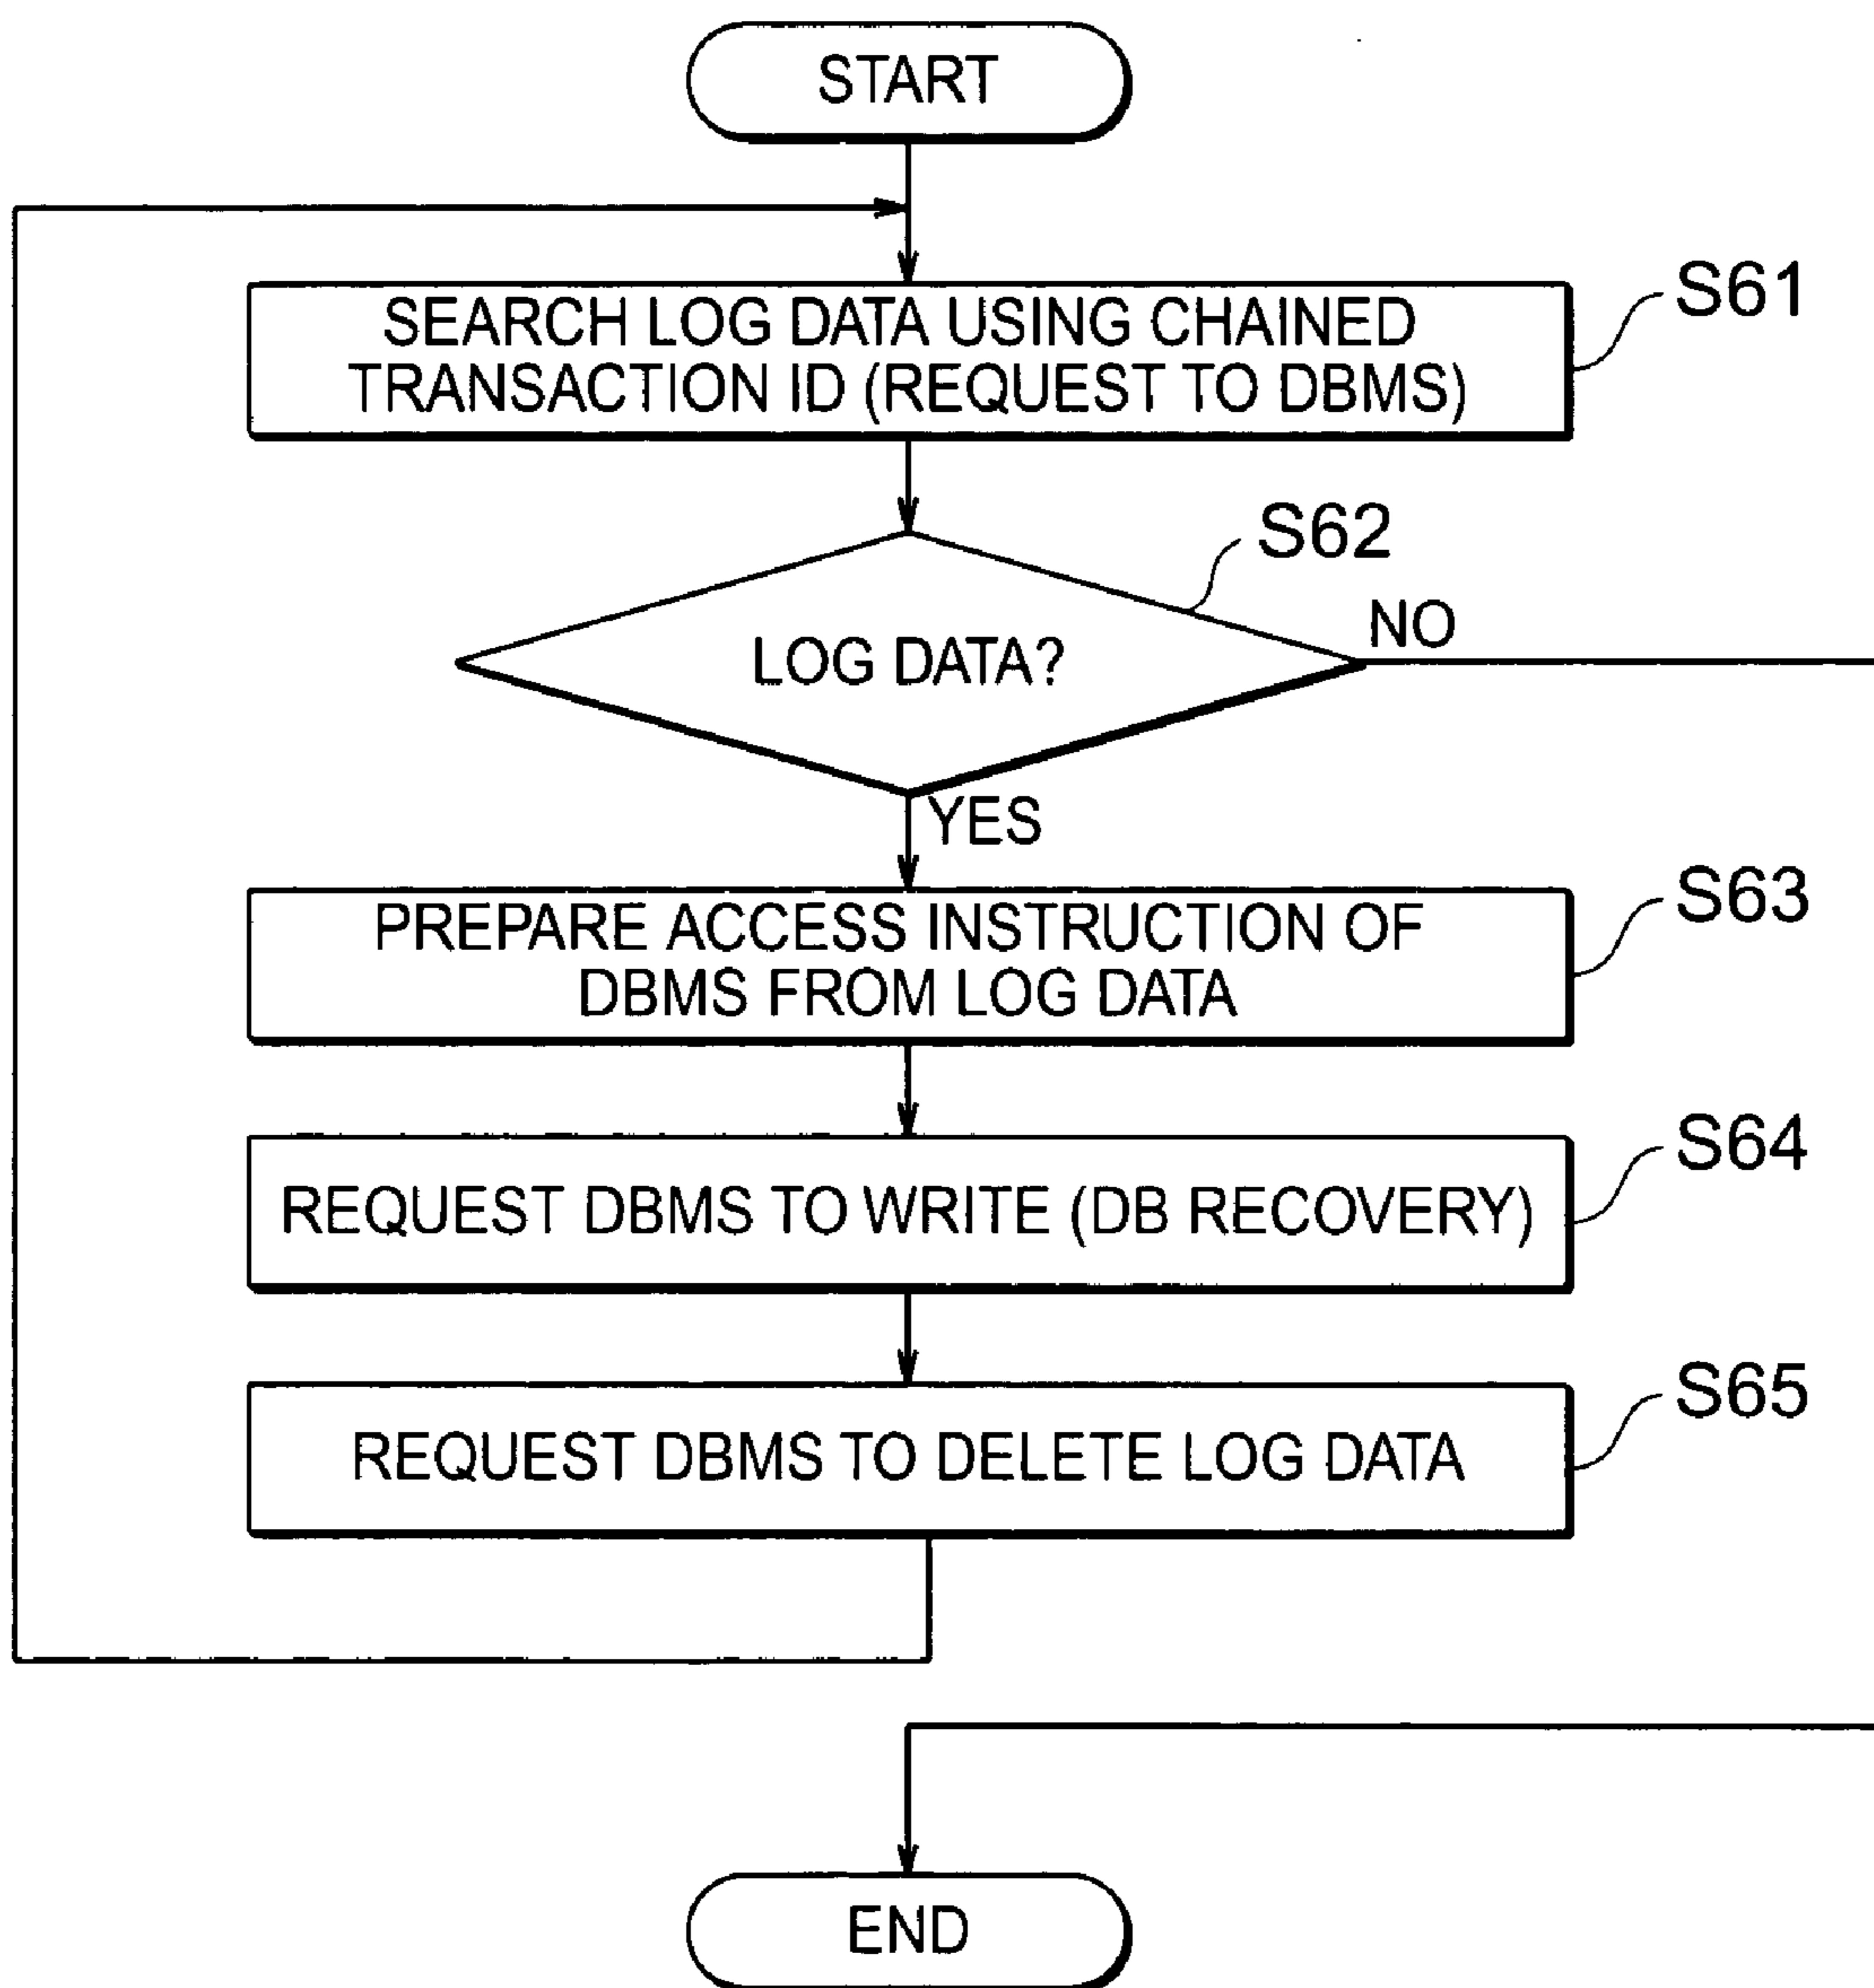 START
S61
SEARCH LOG DATA USING CHAINED
TRANSACTION ID (REQUEST TO DBMS)
S62
NO
LOG DATA?
YES
S63
PREPARE ACCESS INSTRUCTION OF
DBMS FROM LOG DATA
S64
REQUEST DBMS TO WRITE (DB RECOVERY)
S65
REQUEST DBMS TO DELETE LOG DATA
END